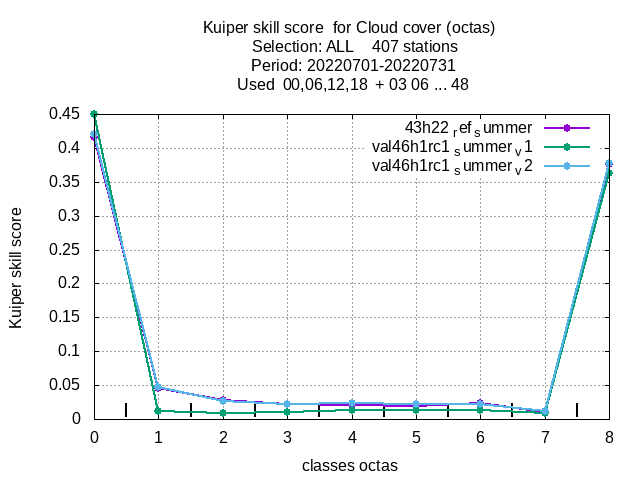 Kuiper skill score for Cloud cover (octas)
Selection: ALL 407 stations
Period: 20220701-20220731
Used 00,06,12,18 + 03 06 ... 48
43h22 ref summer
val46h1rc1 summer v1
val46h1rc1 summer v2
0.45
0.4
0.35
0.3
0.25
0.2
0.15
0.1
0.05
0
Kuiper skill score
0 1 2 3 4 5 6 7 8
classes octas